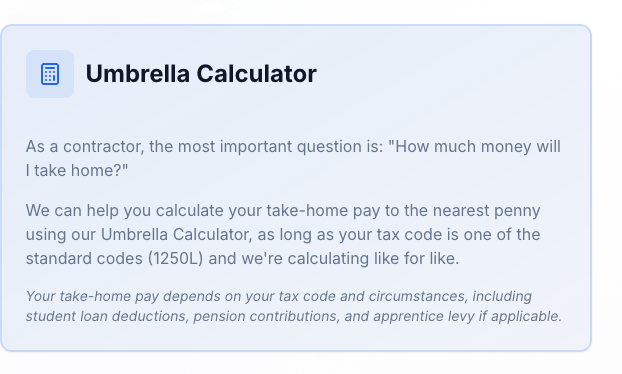 Umbrella Calculator
As a contractor, the most important question is: "How much money will
I take home?"
We can help you calculate your take-home pay to the nearest penny
using our Umbrella Calculator, as long as your tax code is one of the
standard codes (1250L) and we're calculating like for like.
Your take-home pay depends on your tax code and circumstances, including
student loan deductions, pension contributions, and apprentice levy if applicable.